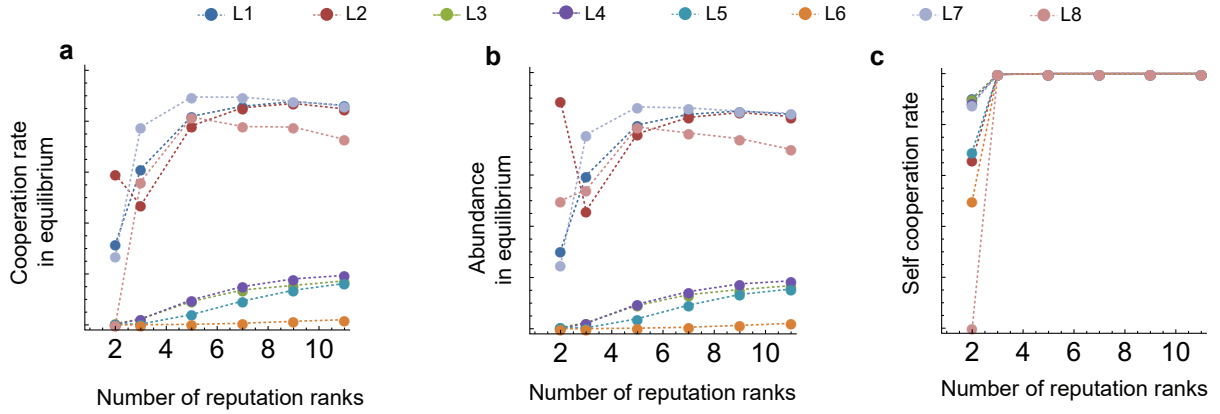 L1 L2 L3 L4 L5 L6 L7 L8
a
Cooperation rate
in equilibrium
2 4 6 8 10
Number of reputation ranks
b
Abundance
in equilibrium
2 4 6 8 10
Number of reputation ranks
c
Self cooperation rate
2 4 6 8 10
Number of reputation ranks